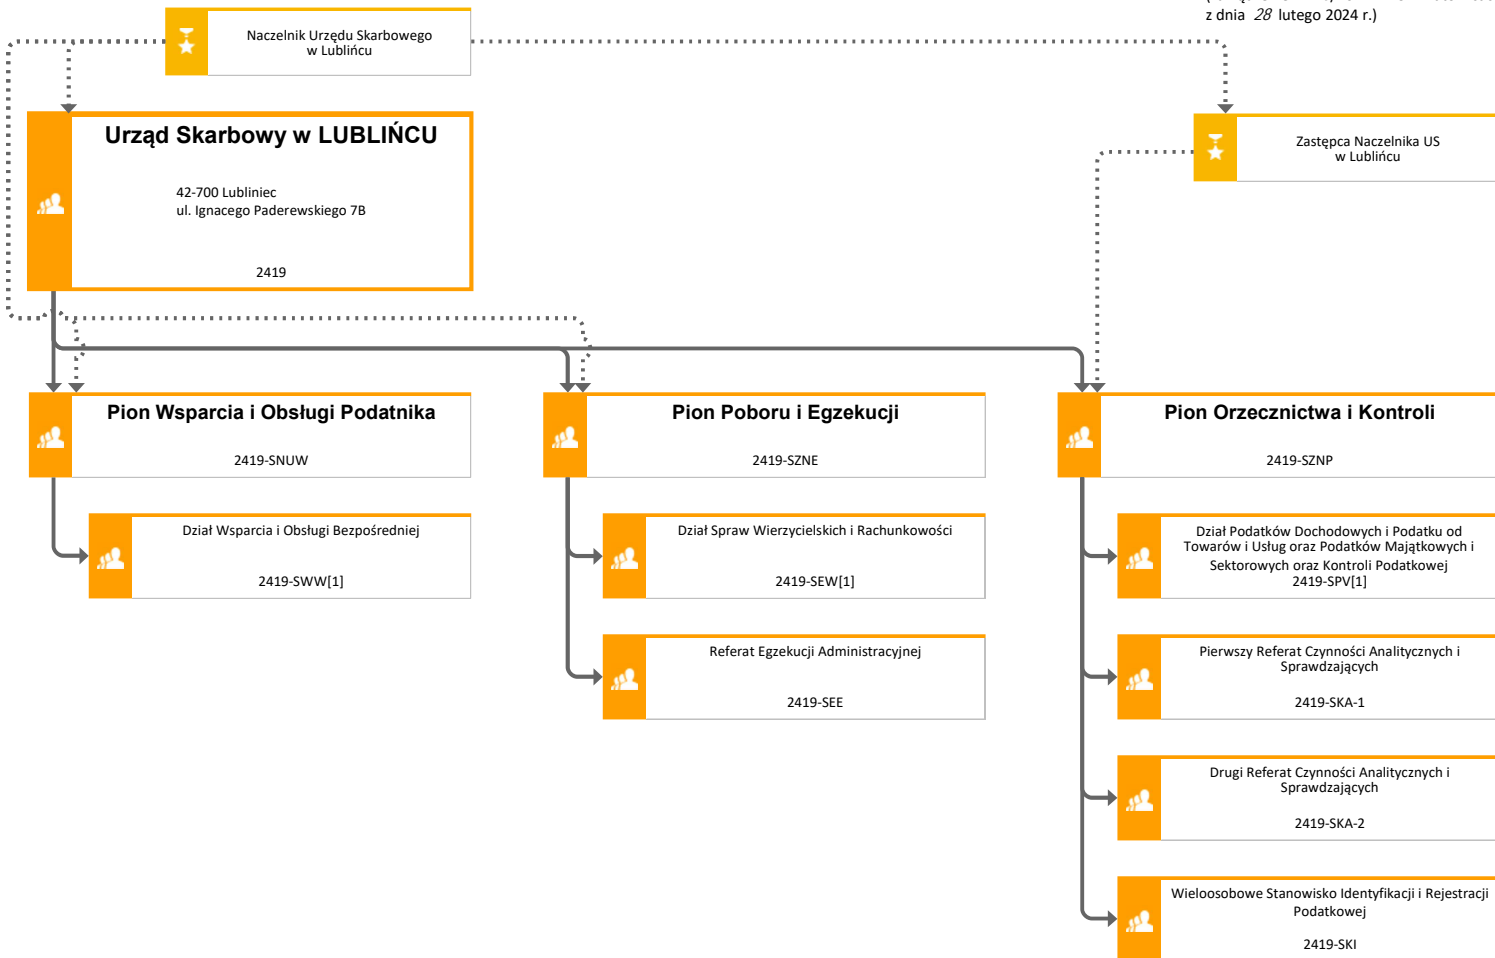 z dnia 28 lutego 2024 r.)
Naczelnik Urzędu Skarbowego
w Lublińcu
Urząd Skarbowy w LUBLIŃCU
42-700 Lubliniec
ul. Ignacego Paderewskiego 7B
2419
Zastępca Naczelnika US
w Lublińcu
Pion Wsparcia i Obsługi Podatnika
2419-SNUW
Pion Poboru i Egzekucji
2419-SZNE
Pion Orzecznictwa i Kontroli
2419-SZNP
Dział Wsparcia i Obsługi Bezpośredniej
2419-SWW[1]
Dział Spraw Wierzycielskich i Rachunkowości
2419-SEW[1]
Referat Egzekucji Administracyjnej
2419-SEE
Dział Podatków Dochodowych i Podatku od
Towarów i Usług oraz Podatków Majątkowych i
Sektorowych oraz Kontroli Podatkowej
2419-SPV[1]
Pierwszy Referat Czynności Analitycznych i
Sprawdzających
2419-SKA-1
Drugi Referat Czynności Analitycznych i
Sprawdzających
2419-SKA-2
Wieloosobowe Stanowisko Identyfikacji i Rejestracji
Podatkowej
2419-SKI